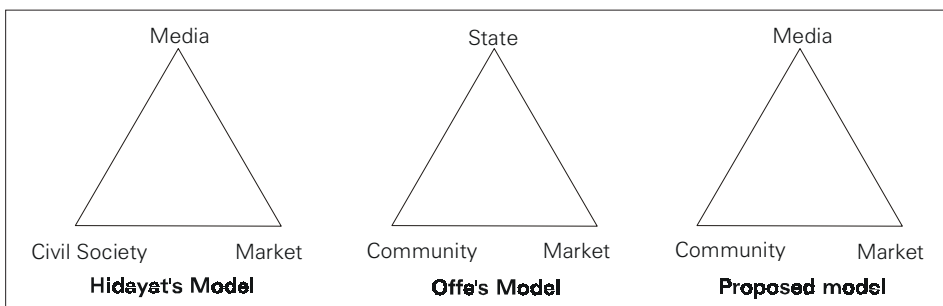 Media
State
Media
Civil Society Market
Community Market
Community Market
Hidayat's Model
Offe's Model
Proposed model